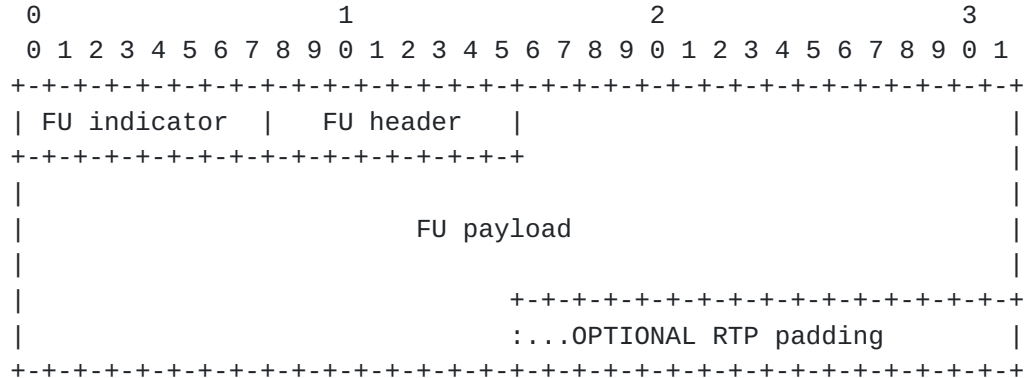 0                   1                   2                   3
 0 1 2 3 4 5 6 7 8 9 0 1 2 3 4 5 6 7 8 9 0 1 2 3 4 5 6 7 8 9 0 1
+-+-+-+-+-+-+-+-+-+-+-+-+-+-+-+-+-+-+-+-+-+-+-+-+-+-+-+-+-+-+-+-+
| FU indicator  |   FU header   |                               |
+-+-+-+-+-+-+-+-+-+-+-+-+-+-+-+-+                               |
|                                                               |
|                         FU payload                            |
|                                                               |
|                               +-+-+-+-+-+-+-+-+-+-+-+-+-+-+-+-+
|                               :...OPTIONAL RTP padding        |
+-+-+-+-+-+-+-+-+-+-+-+-+-+-+-+-+-+-+-+-+-+-+-+-+-+-+-+-+-+-+-+-+